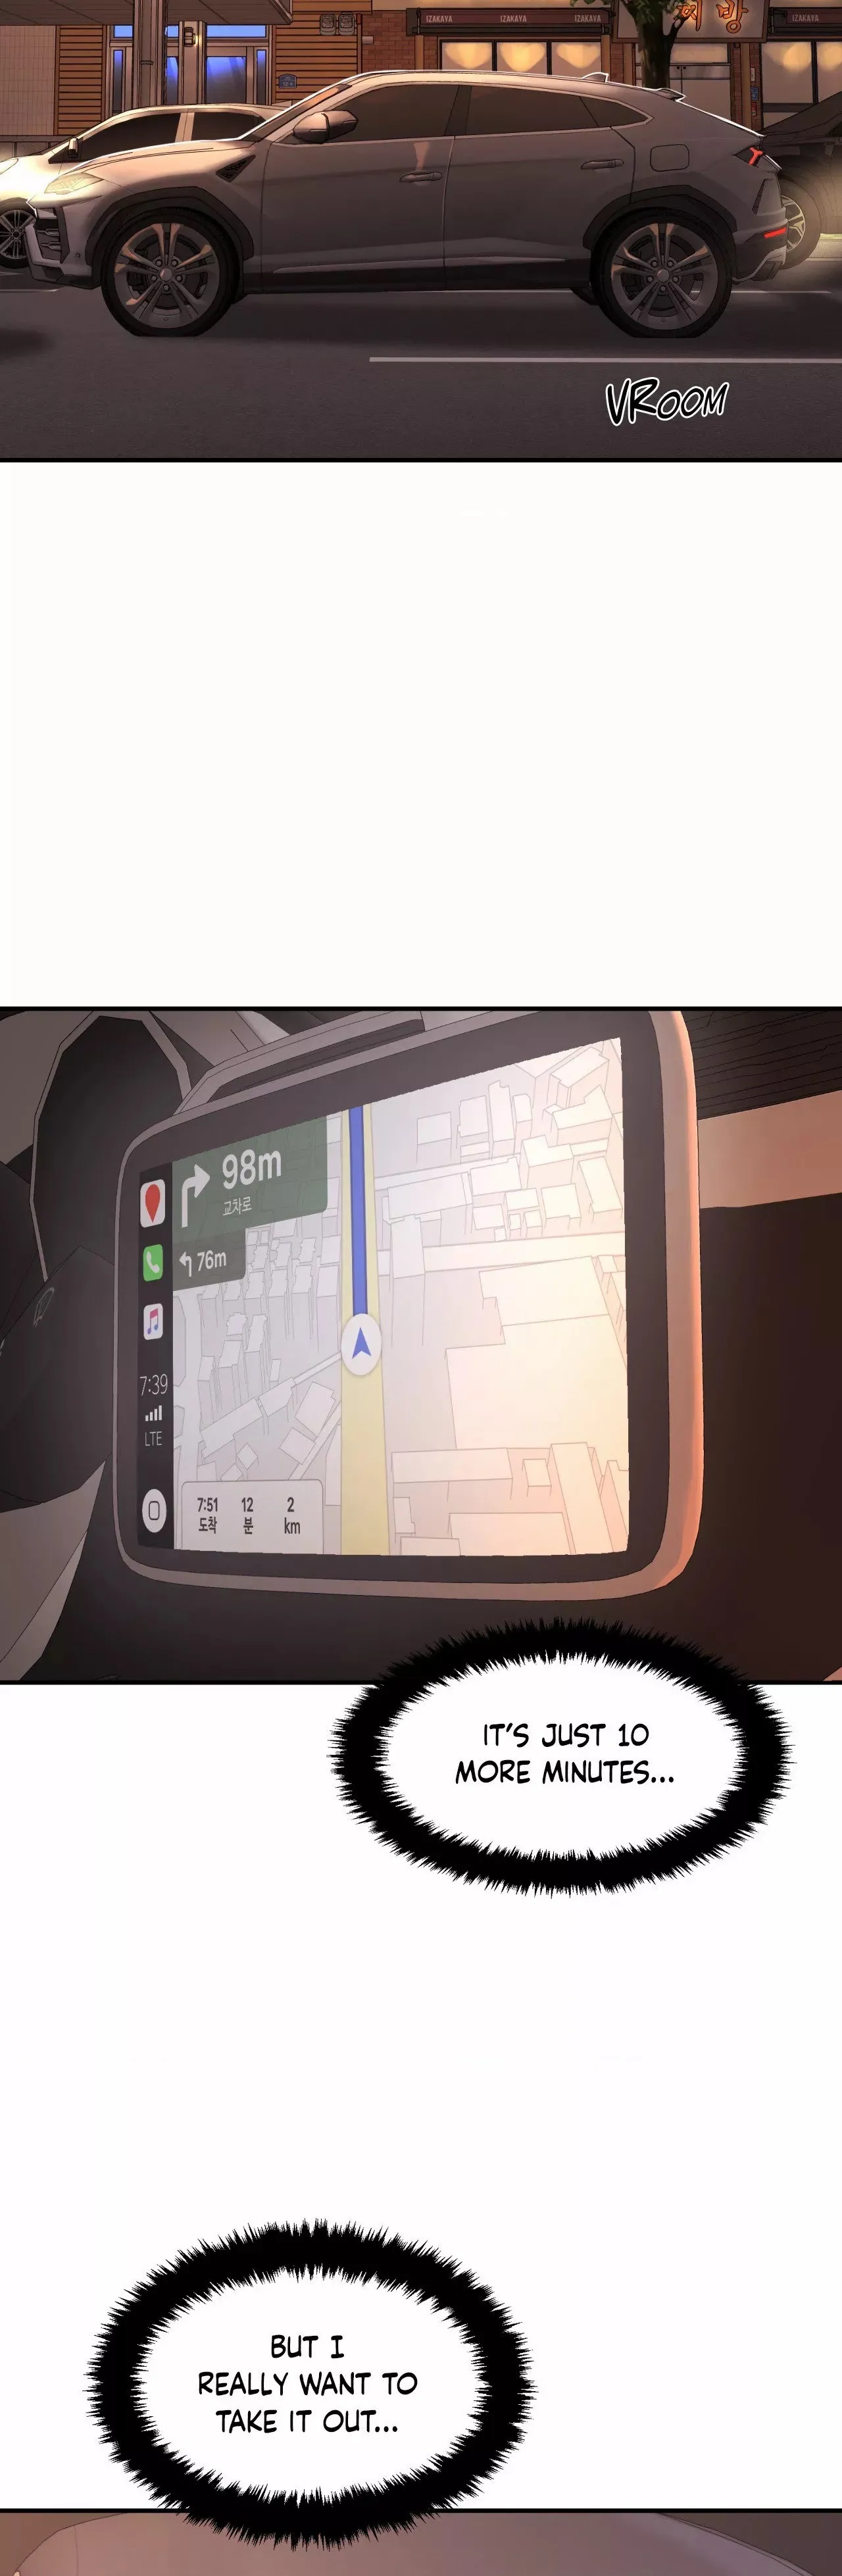 IZAKAYA IZAKAYA IZAKAYA
IZAKAYA
방
VROOM
98m
교차로
76m
7:39
LTE
7:51 12 2
도착 분 km
IT'S JUST 10
MORE MINUTES...
BUT I
REALLY WANT TO
TAKE IT OUT...